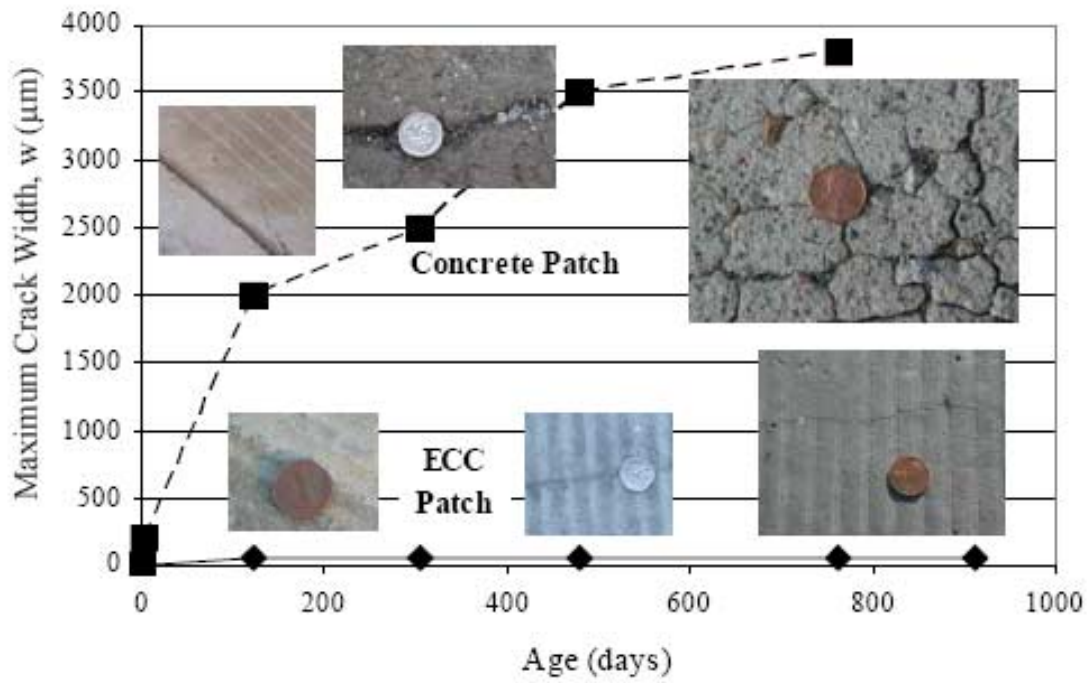 4000
3500
3000
2500
2000
1500
1000
500
0
Maximum Crack Width, w (μm)
Concrete Patch
ECC
Patch
0 200 400 600 800 1000
Age (days)